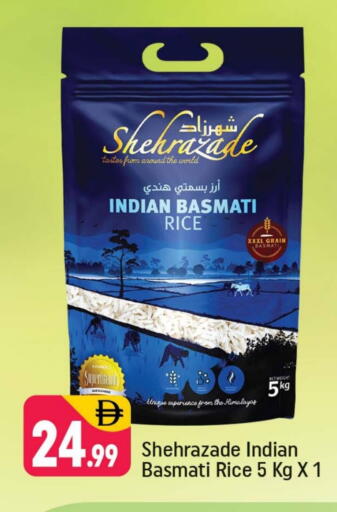 شهرزاد
Shehrazade
tastes from around the world
أرز بسمتي هندي
INDIAN BASMATI
RICE
XXXL GRAIN
BASMATI
5kg
Unique experience from the Himalayas
24.99
Shehrazade Indian
Basmati Rice 5 Kg X 1